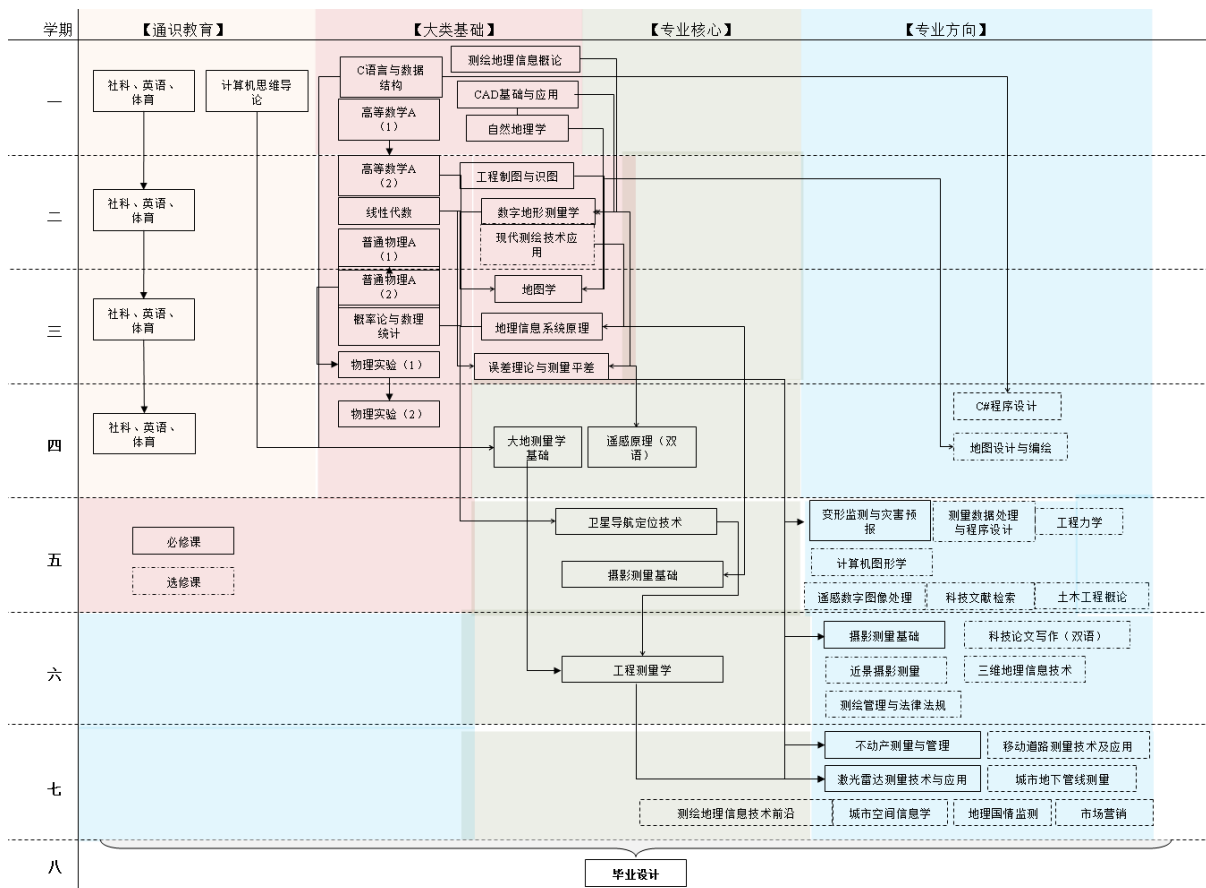 学期
【通识教育】
【大类基础】
【专业核心】
【专业方向】
一
社科、英语、
体育
计算机思维导
论
C语言与数据
结构
测绘地理信息概论
CAD基础与应用
高等数学A
（1）
自然地理学
二
社科、英语、
体育
高等数学A
（2）
工程制图与识图
线性代数
数字地形测量学
普通物理A
（1）
现代测绘技术应
用
三
社科、英语、
体育
普通物理A
（2）
地图学
概率论与数理
统计
地理信息系统原理
物理实验（1）
误差理论与测量平差
四
社科、英语、
体育
物理实验（2）
大地测量学
基础
遥感原理（双
语）
C#程序设计
地图设计与编绘
五
必修课
选修课
卫星导航定位技术
摄影测量基础
变形监测与灾害预
报
测量数据处理
与程序设计
工程力学
计算机图形学
遥感数字图像处理
科技文献检索
土木工程概论
六
工程测量学
摄影测量基础
科技论文写作（双语）
近景摄影测量
三维地理信息技术
测绘管理与法律法规
七
不动产测量与管理
移动道路测量技术及应用
激光雷达测量技术与应用
城市地下管线测量
测绘地理信息技术前沿
城市空间信息学
地理国情监测
市场营销
八
毕业设计